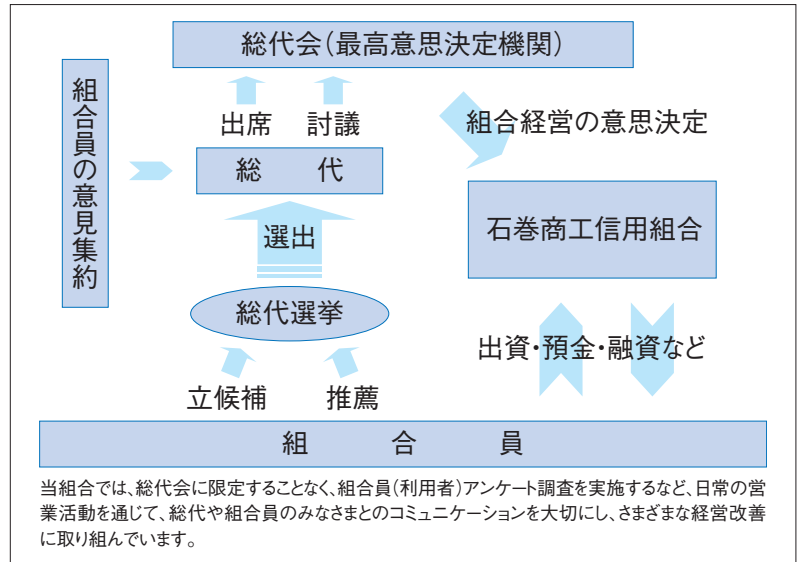 総代会(最高意思決定機関)
組合員の意見集約
出席
討議
組合経営の意思決定
総　代
選出
石巻商工信用組合
総代選挙
出資・預金・融資など
立候補
推薦
組　合　員
当組合では、総代会に限定することなく、組合員(利用者)アンケート調査を実施するなど、日常の営
業活動を通じて、総代や組合員のみなさまとのコミュニケーションを大切にし、さまざまな経営改善
に取り組んでいます。